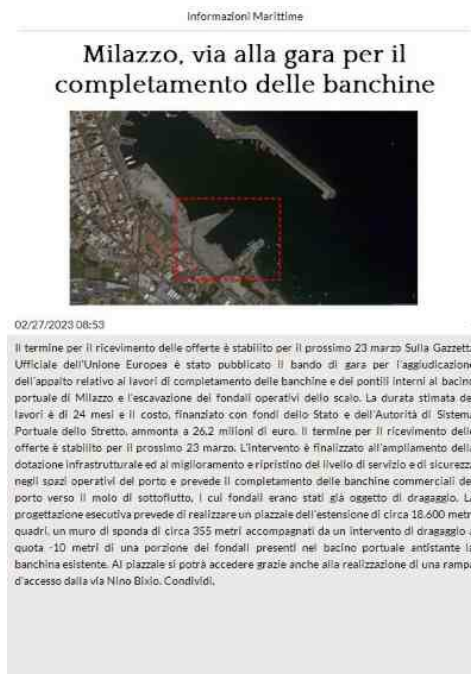 Informazioni Marittime
Milazzo, via alla gara per il
completamento delle banchine
02/27/2023 08:53
Il termine per il ricevimento delle offerte è stabilito per il prossimo 23 marzo Sulla Gazzetta
Ufficiale dell'Unione Europea è stato pubblicato il bando di gara per l'aggiudicazione
dell'appalto relativo ai lavori di completamento delle banchine e dei pontili interni al bacino
portuale di Milazzo e l'escavazione dei fondali operativi dello scalo. La durata stimata dei
lavori è di 24 mesi e il costo, finanziato con fondi dello Stato e dell'Autorità di Sistema
Portuale dello Stretto, ammonta a 26,2 milioni di euro. Il termine per il ricevimento delle
offerte è stabilito per il prossimo 23 marzo. L'intervento è finalizzato all'ampliamento della
dotazione infrastrutturale ed al miglioramento e ripristino del livello di servizio e di sicurezza
negli spazi operativi del porto e prevede il completamento delle banchine commerciali del
porto verso il molo di sottoflutto, i cui fondali erano stati già oggetto di dragaggio. La
progettazione esecutiva prevede di realizzare un piazzale dell'estensione di circa 18.600 metri
quadri, un muro di sponda di circa 355 metri accompagnati da un intervento di dragaggio a
quota -10 metri di una porzione dei fondali presenti nel bacino portuale antistante la
banchina esistente. Al piazzale si potrà accedere grazie anche alla realizzazione di una rampa
d'accesso dalla via Nino Bixio. Condividi.